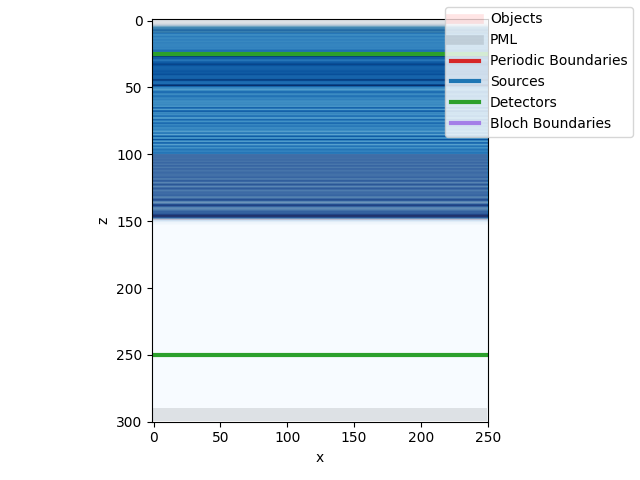 Objects
PML
Periodic Boundaries
Sources
Detectors
Bloch Boundaries
0
50
100
150
200
250
300
z
0
50
100
150
200
250
x